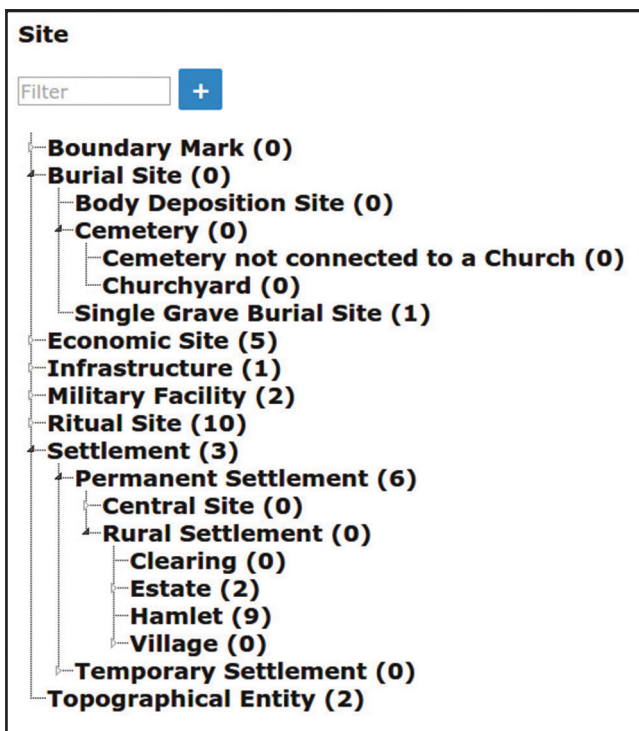 Site
Filter
+
Boundary Mark (0)
Burial Site (0)
Body Deposition Site (0)
Cemetery (0)
Cemetery not connected to a Church (0)
Churchyard (0)
Single Grave Burial Site (1)
Economic Site (5)
Infrastructure (1)
Military Facility (2)
Ritual Site (10)
Settlement (3)
Permanent Settlement (6)
Central Site (0)
Rural Settlement (0)
Clearing (0)
Estate (2)
Hamlet (9)
Village (0)
Temporary Settlement (0)
Topographical Entity (2)